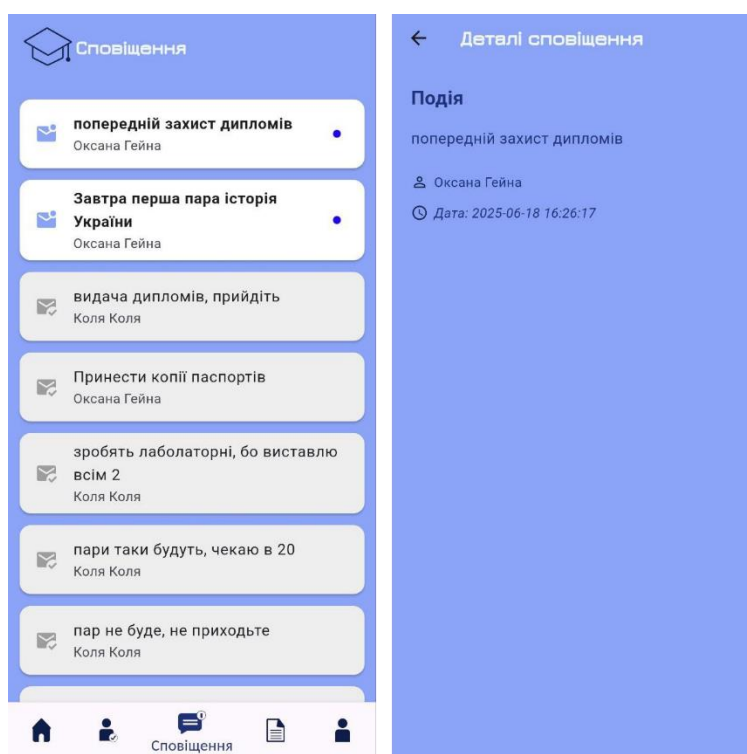 Сповіщення
попередній захист дипломів
Оксана Гейна
Завтра перша пара історія
України
Оксана Гейна
видача дипломів, прийдіть
Коля Коля
Принести копії паспортів
Оксана Гейна
зробять лаболаторні, бо виставлю
всім 2
Коля Коля
пари таки будуть, чекаю в 20
Коля Коля
пар не буде, не приходьте
Коля Коля
Сповіщення
Деталі сповіщення
Подія
попередній захист дипломів
Оксана Гейна
Дата: 2025-06-18 16:26:17